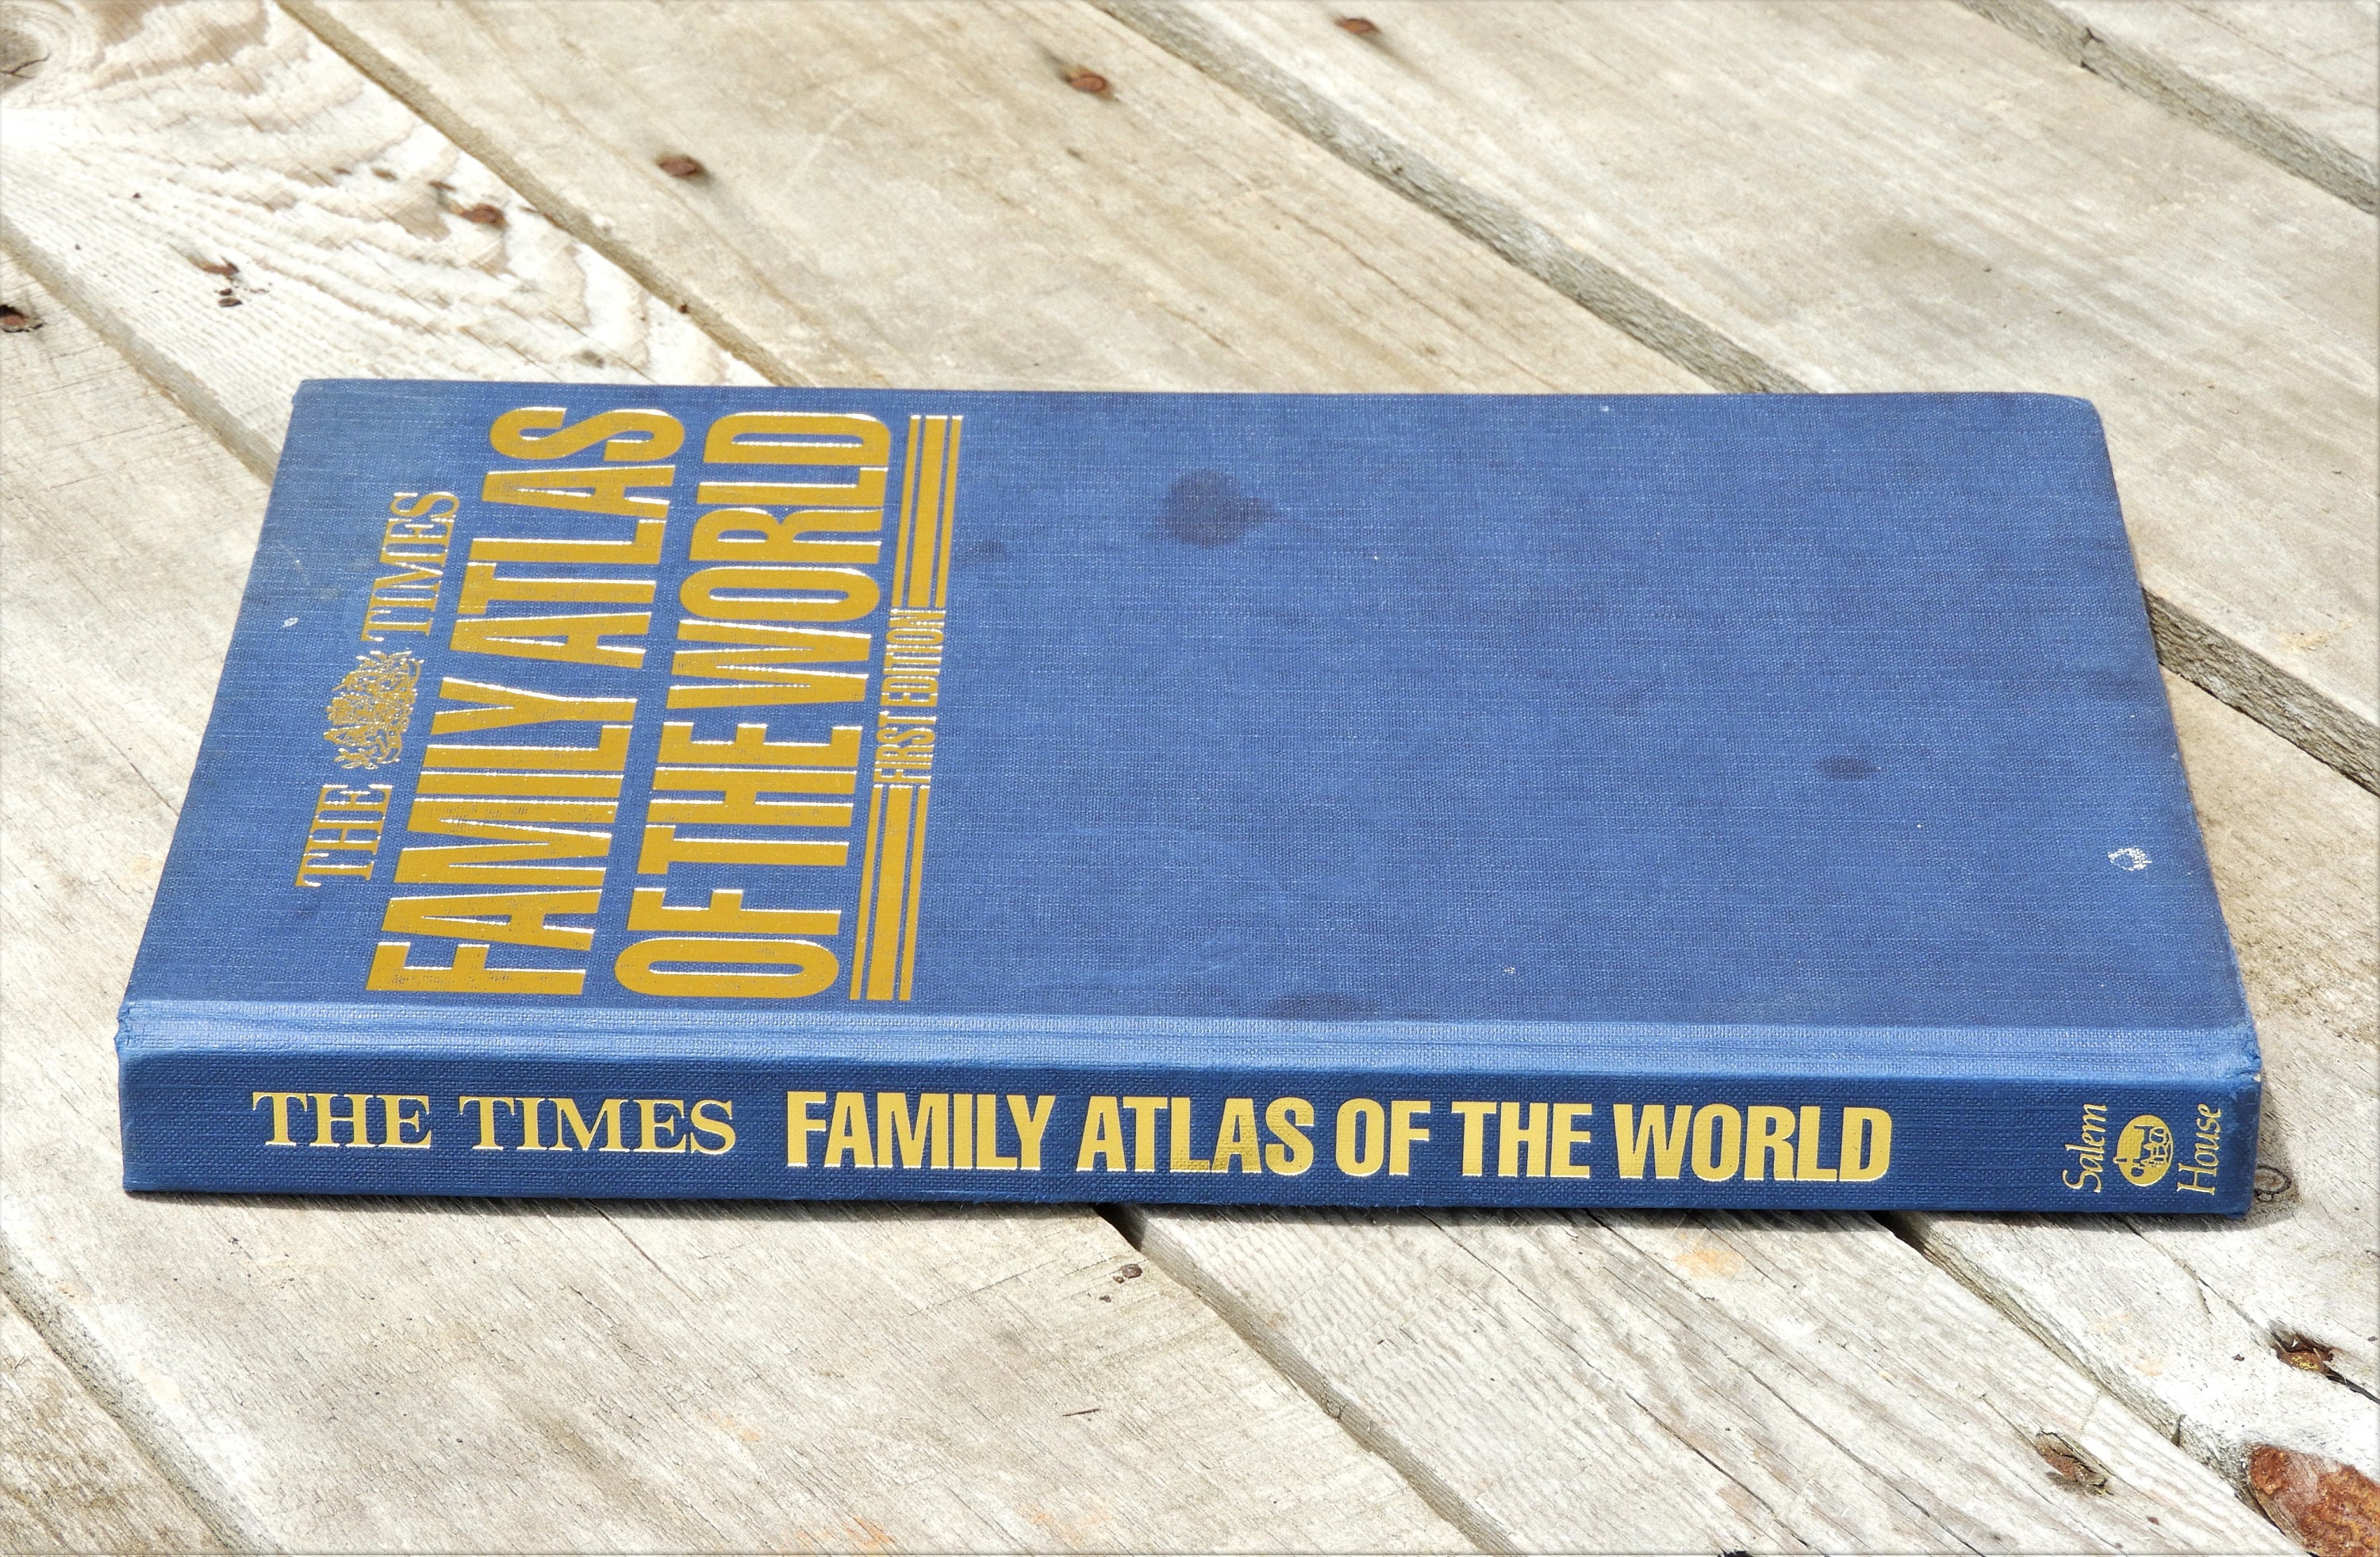 THE TIMES
FAMILY ATLAS
OF THE WORLD
FIRST EDITION
THE TIMES FAMILY ATLAS OF THE WORLD
Salem
House